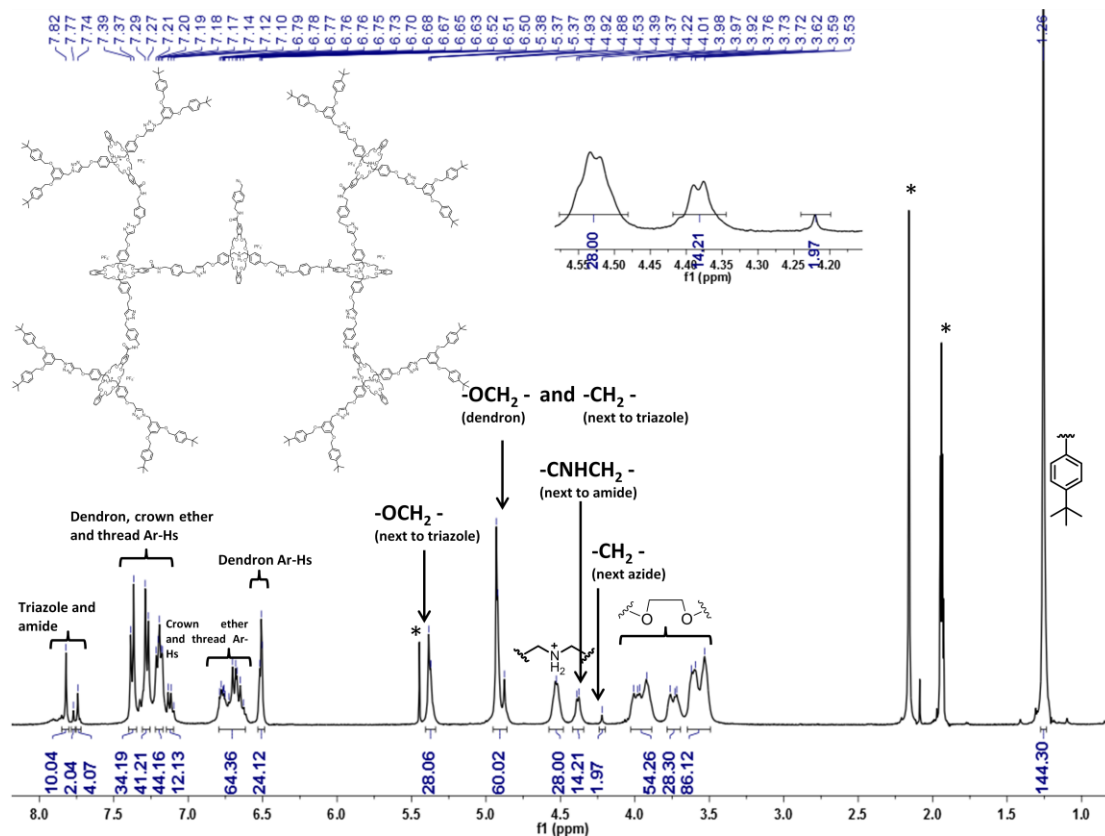 7.82 7.77 7.74 7.39 7.37 7.29 7.27 7.21 7.20 7.19 7.18 7.17 7.14 7.12 7.10 6.79 6.78 6.77 6.76 6.76 6.75 6.73 6.70 6.68 6.67 6.65 6.63 6.52 6.51 6.50 5.38 5.37 5.37 4.93 4.92 4.88 4.53 4.39 4.37 4.22 4.01 3.98 3.97 3.92 3.76 3.73 3.72 3.62 3.59 3.53 1.26
28.00 14.21 1.97
4.55 4.50 4.45 4.40 4.35 4.30 4.25 4.20
f1 (ppm)
*
*
-OCH2 - and -CH2 -
(dendron) (next to triazole)
-CNHCH2 -
(next to amide)
-OCH2 -
(next to triazole)
-CH2 -
(next azide)
Dendron, crown ether
and thread Ar-Hs
Dendron Ar-Hs
Triazole and
amide
Crown ether
and thread Ar-
Hs
*
N+
H2
O O
10.04 2.04 4.07 34.19 41.21 44.16 12.13 64.36 24.12 28.06 60.02 28.00 14.21 1.97 54.26 28.30 86.12 144.30
8.0 7.5 7.0 6.5 6.0 5.5 5.0 4.5 4.0 3.5 3.0 2.5 2.0 1.5 1.0
f1 (ppm)